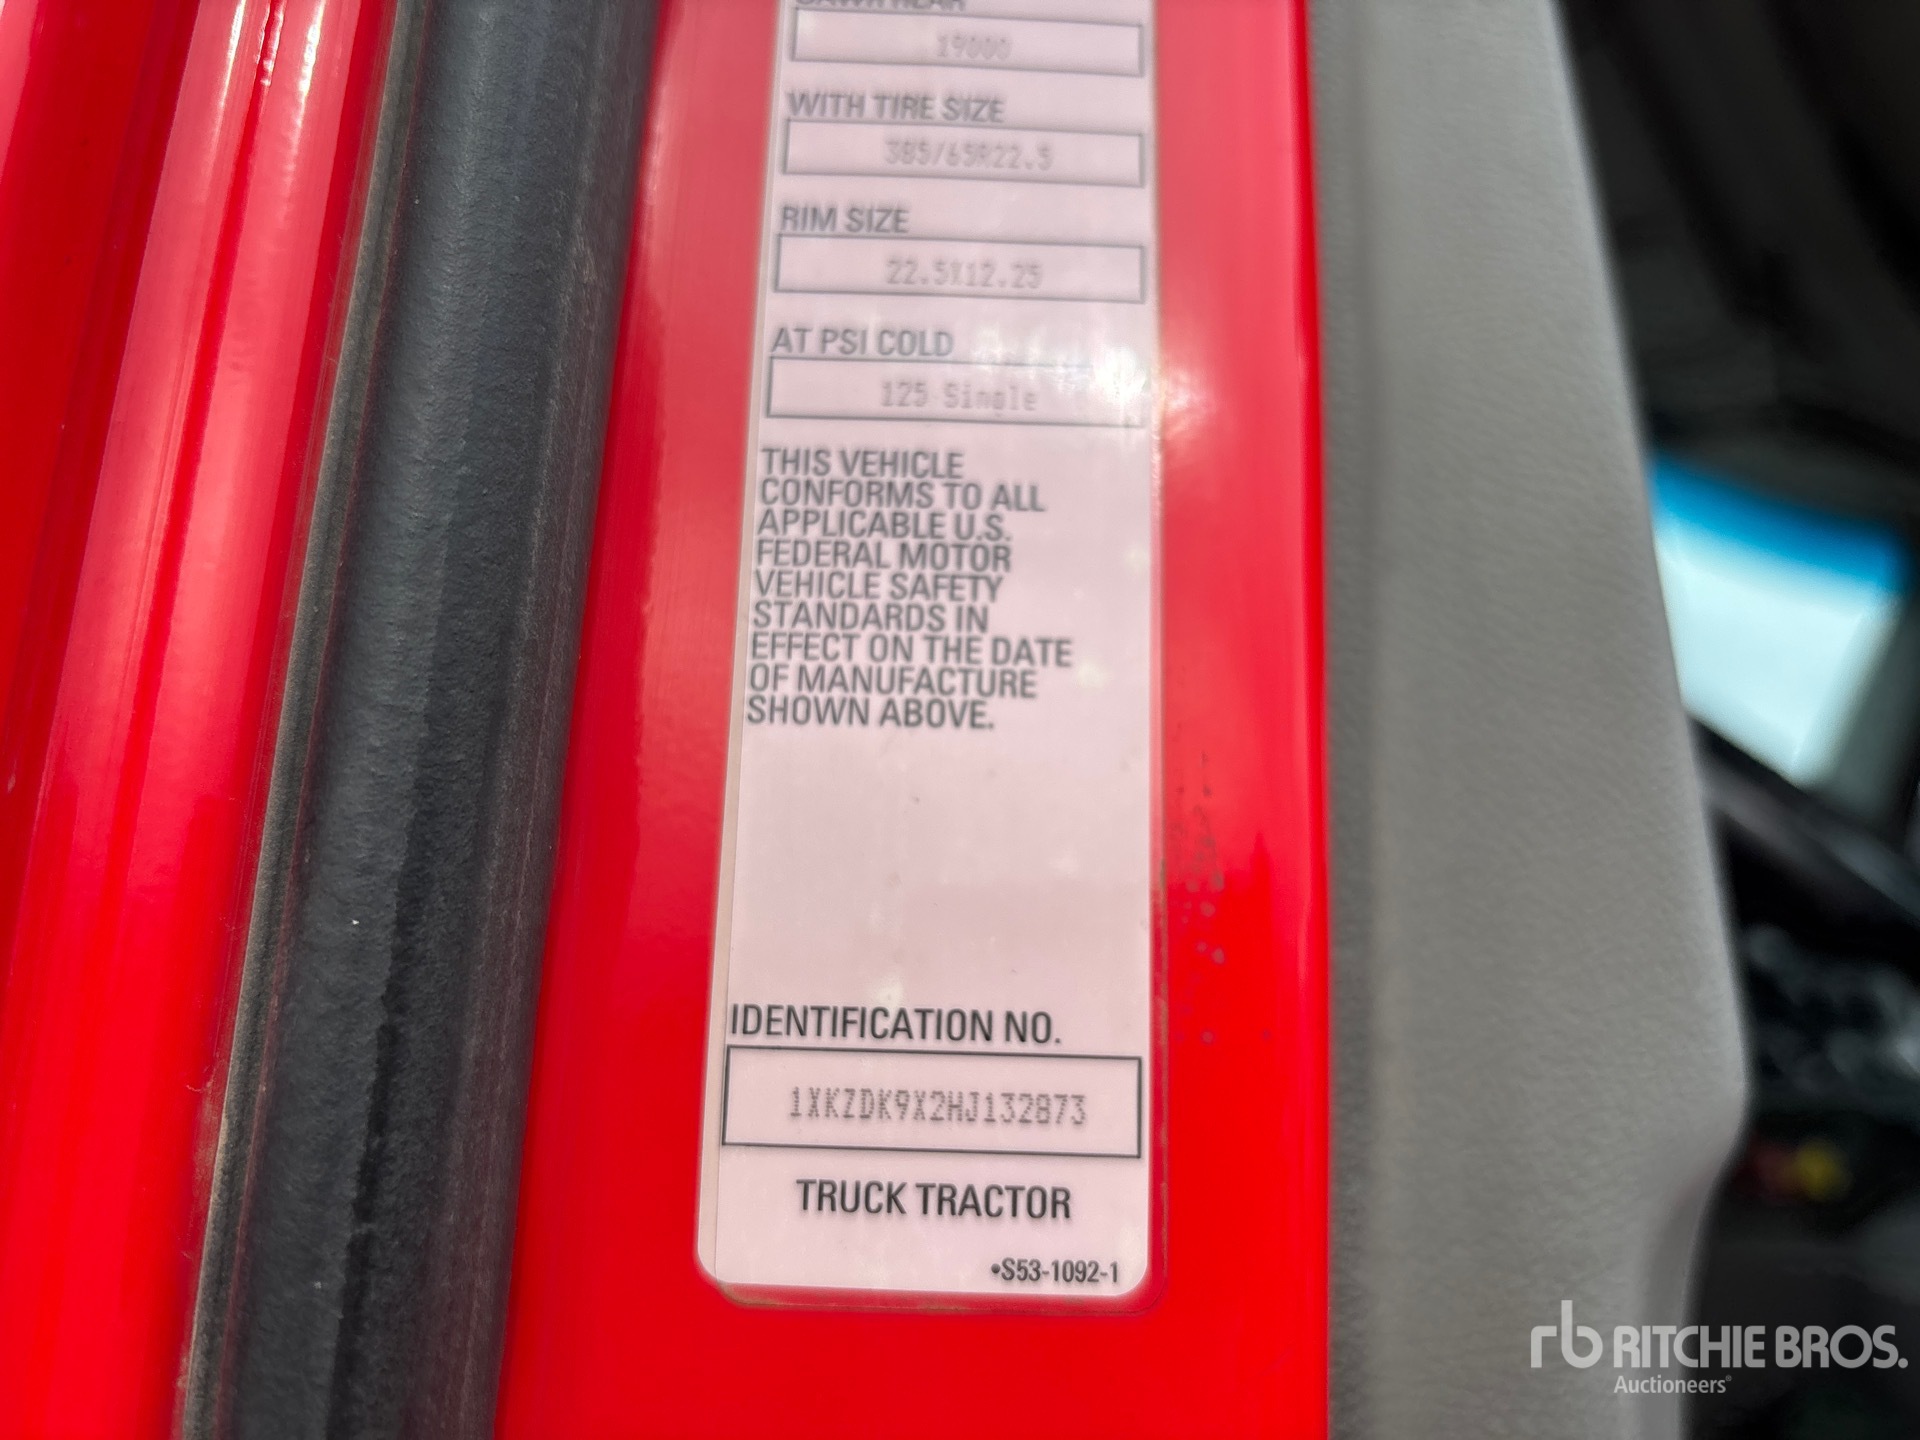 19000
WITH TIRE SIZE
385/65R22.5
RIM SIZE
22.5X12.25
AT PSI COLD
125 Single
THIS VEHICLE
CONFORMS TO ALL
APPLICABLE U.S.
FEDERAL MOTOR
VEHICLE SAFETY
STANDARDS IN
EFFECT ON THE DATE
OF MANUFACTURE
SHOWN ABOVE.
IDENTIFICATION NO.
1XKZDK9X2HJ132873
TRUCK TRACTOR
•S53-1092-1
rb RITCHIE BROS.
Auctioneers®